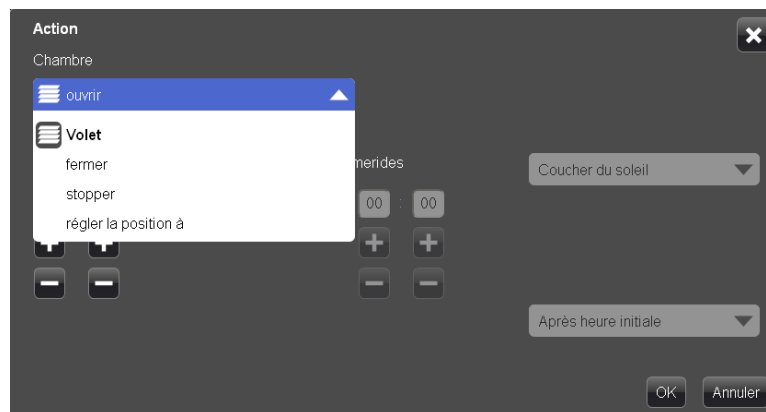 Action
Chambre
ouvrir
Volet
fermer
stopper
régler la position à
merides
Coucher du soleil
00 : 00
Après heure initiale
OK
Annuler